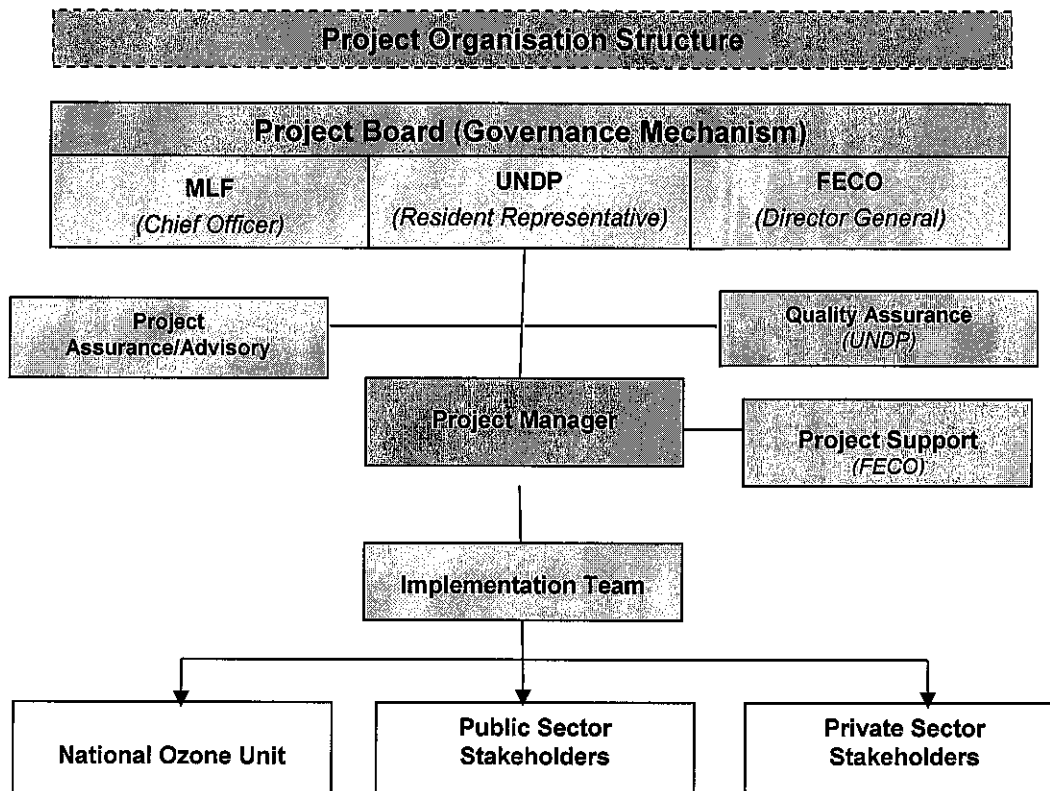 Project Organisation Structure
Project Board (Governance Mechanism)
MLF
(Chief Officer)
UNDP
(Resident Representative)
FECO
(Director General)
Project
Assurance/Advisory
Quality Assurance
(UNDP)
Project Manager
Project Support
(FECO)
Implementation Team
National Ozone Unit
Public Sector
Stakeholders
Private Sector
Stakeholders